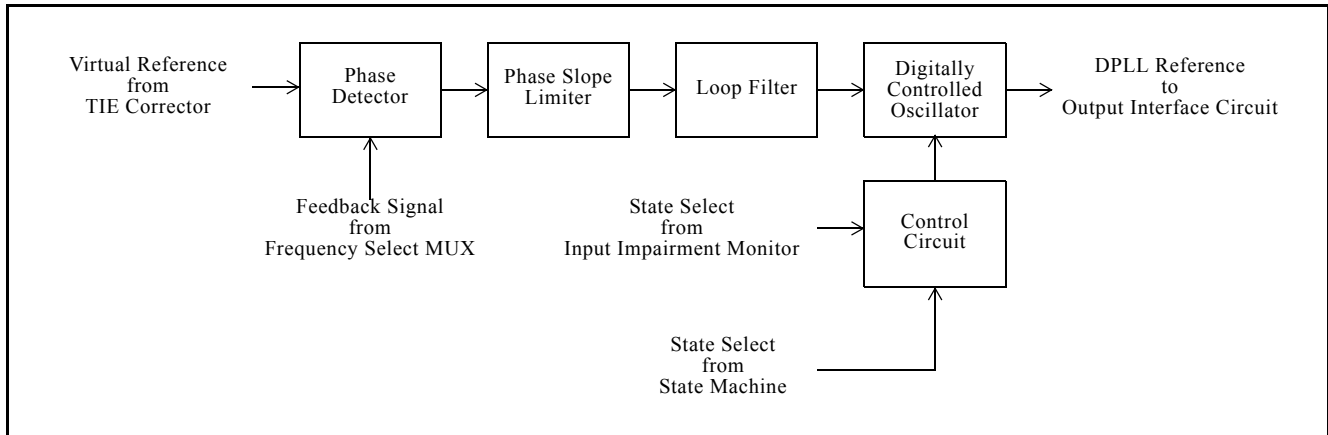 Virtual Reference
from
TIE Corrector
Phase
Detector
Phase Slope
Limiter
Loop Filter
Digitally
Controlled
Oscillator
DPLL Reference
to
Output Interface Circuit
Feedback Signal
from
Frequency Select MUX
State Select
from
Input Impairment Monitor
Control
Circuit
State Select
from
State Machine